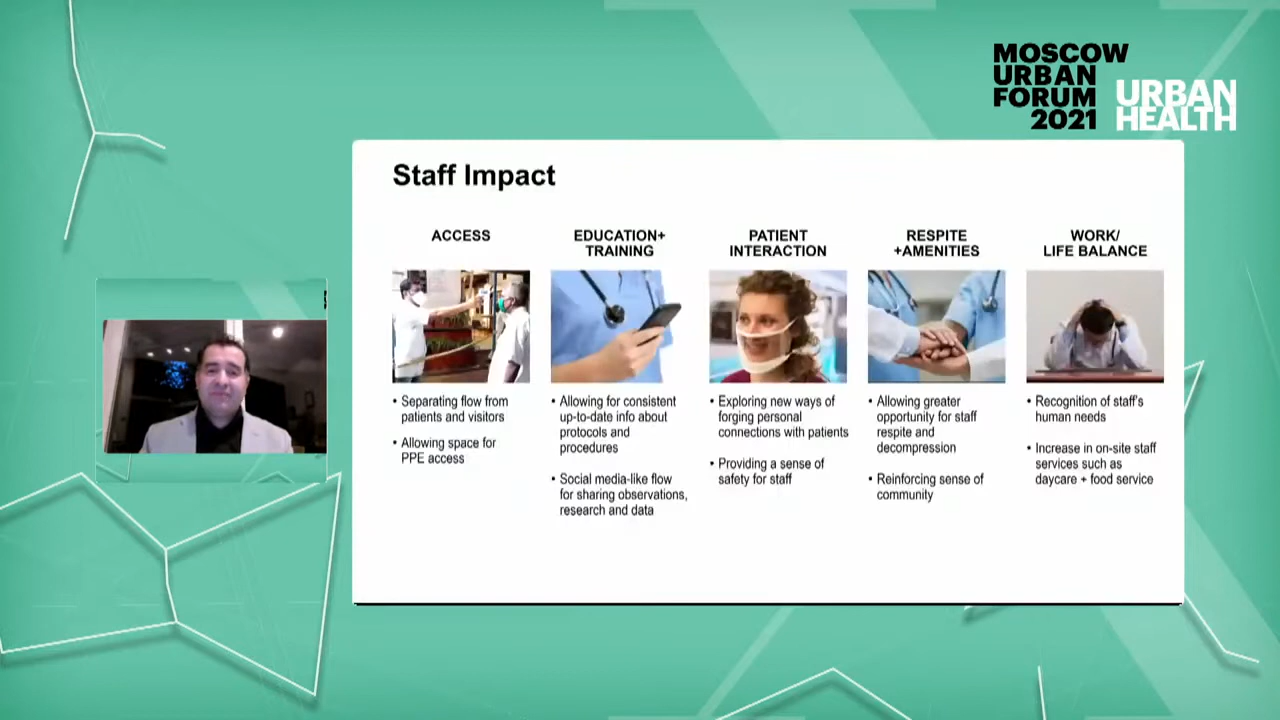 MOSCOW
URBAN
FORUM
2021
URBAN
HEALTH
Staff Impact
ACCESS
• Separating flow from
patients and visitors
• Allowing space for
PPE access
EDUCATION+
TRAINING
• Allowing for consistent
up-to-date info about
protocols and
procedures
• Social media-like flow
for sharing observations,
research and data
PATIENT
INTERACTION
• Exploring new ways of
forging personal
connections with patients
• Providing a sense of
safety for staff
RESPITE
+AMENITIES
• Allowing greater
opportunity for staff
respite and
decompression
• Reinforcing sense of
community
WORK/
LIFE BALANCE
• Recognition of staff's
human needs
• Increase in on-site staff
services such as
daycare + food service